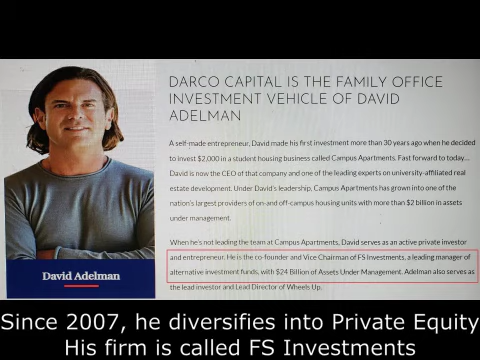 DARCO CAPITAL IS THE FAMILY OFFICE
INVESTMENT VEHICLE OF DAVID
ADELMAN
A self-made entrepreneur, David made his first investment more than 30 years ago when he decided
to invest $2,000 in a student housing business called Campus Apartments. Fast forward to today…
David is now the CEO of that company and one of the leading experts on university-affiliated real
estate development. Under David's leadership, Campus Apartments has grown into one of the
nation's largest providers of on-and off-campus housing units with more than $2 billion in assets
under management.
When he's not leading the team at Campus Apartments, David serves as an active private investor
and entrepreneur. He is the co-founder and Vice Chairman of FS Investments, a leading manager of
alternative investment funds, with $24 Billion of Assets Under Management. Adelman also serves as
the lead investor and Lead Director of Wheels Up.
David Adelman
Since 2007, he diversifies into Private Equity
His firm is called FS Investments